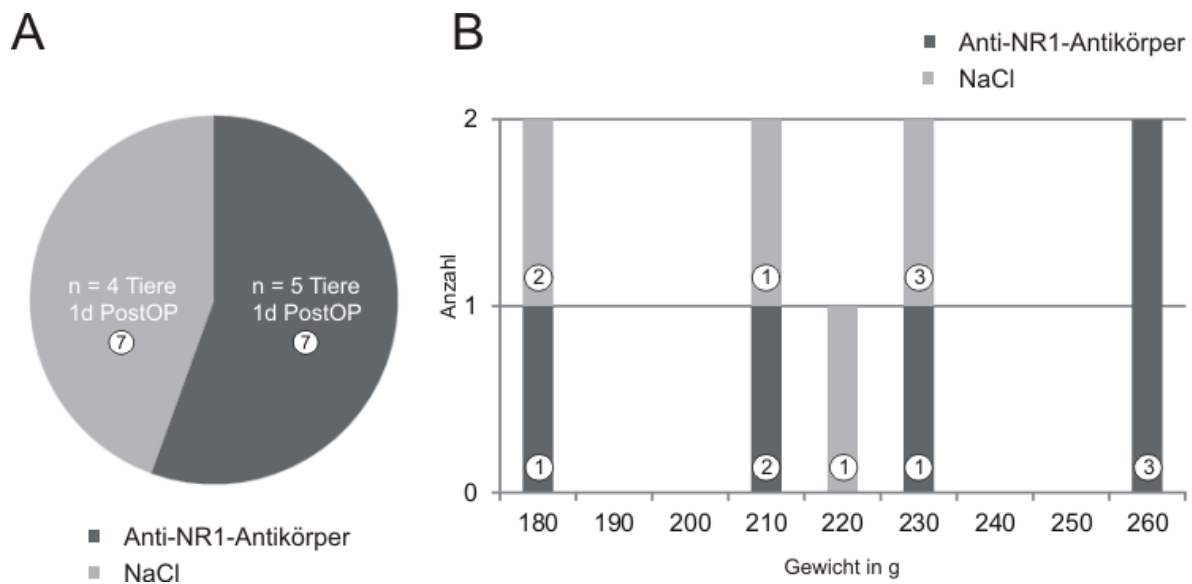 A
n = 4 Tiere
1d PostOP
7
n = 5 Tiere
1d PostOP
7
Anti-NR1-Antikörper
NaCl
B
Anti-NR1-Antikörper
NaCl
Anzahl
2
1
0
2
1
3
1
2
1
1
3
180 190 200 210 220 230 240 250 260
Gewicht in g